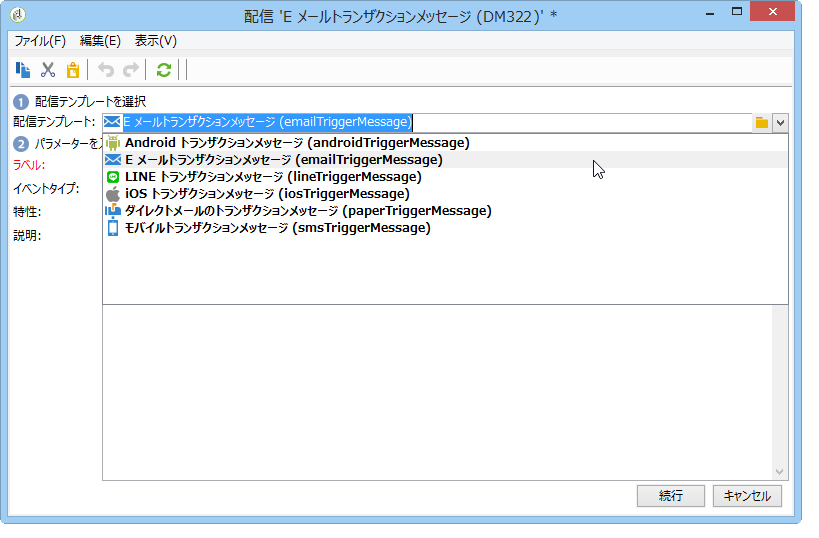 配信 'E メールトランザクションメッセージ (DM322)' *
ファイル(F) 編集(E) 表示(V)
1 配信テンプレートを選択
配信テンプレート: E メールトランザクションメッセージ (emailTriggerMessage)
Android トランザクションメッセージ (androidTriggerMessage)
2 パラメーターを
E メールトランザクションメッセージ (emailTriggerMessage)
ラベル:
LINE トランザクションメッセージ (lineTriggerMessage)
イベントタイプ:
iOS トランザクションメッセージ (iosTriggerMessage)
特性:
ダイレクトメールのトランザクションメッセージ (paperTriggerMessage)
説明:
モバイルトランザクションメッセージ (smsTriggerMessage)
続行 キャンセル